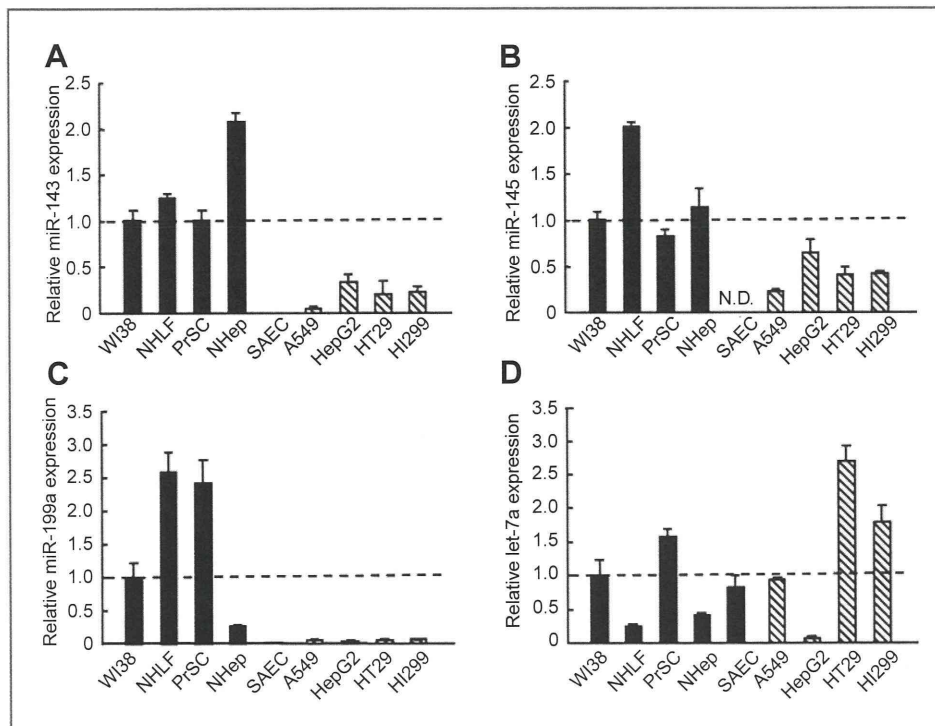 A
Relative miR-143 expression
2.5
2.0
1.5
1.0
0.5
0
WI38
NHLF
PrSC
NHep
SAEC
A549
HepG2
HT29
HI299
B
Relative miR-145 expression
2.5
2.0
1.5
1.0
0.5
0
N.D.
WI38
NHLF
PrSC
NHep
SAEC
A549
HepG2
HT29
HI299
C
Relative miR-199a expression
3.5
3.0
2.5
2.0
1.5
1.0
0.5
0
WI38
NHLF
PrSC
NHep
SAEC
A549
HepG2
HT29
HI299
D
Relative let-7a expression
3.5
3.0
2.5
2.0
1.5
1.0
0.5
0
WI38
NHLF
PrSC
NHep
SAEC
A549
HepG2
HT29
HI299